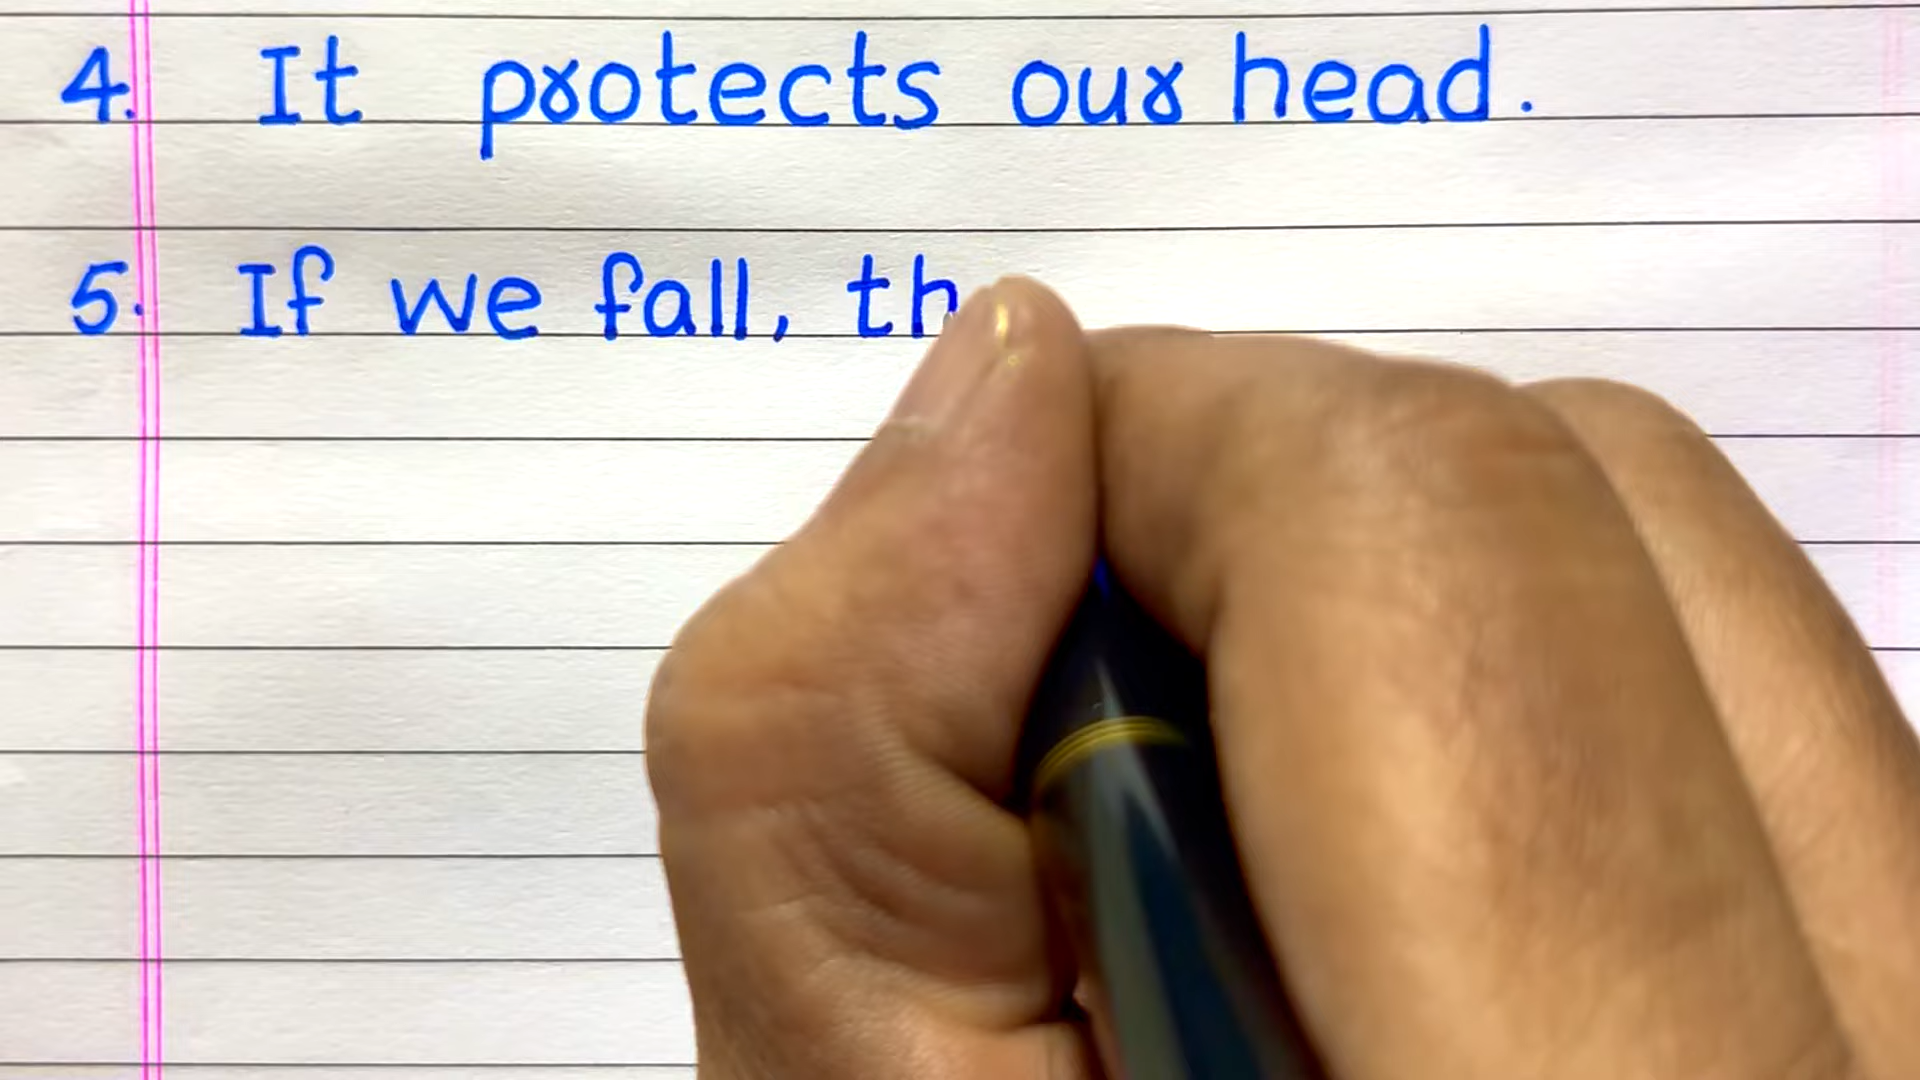 4. It protects our head.
5. If we fall, th